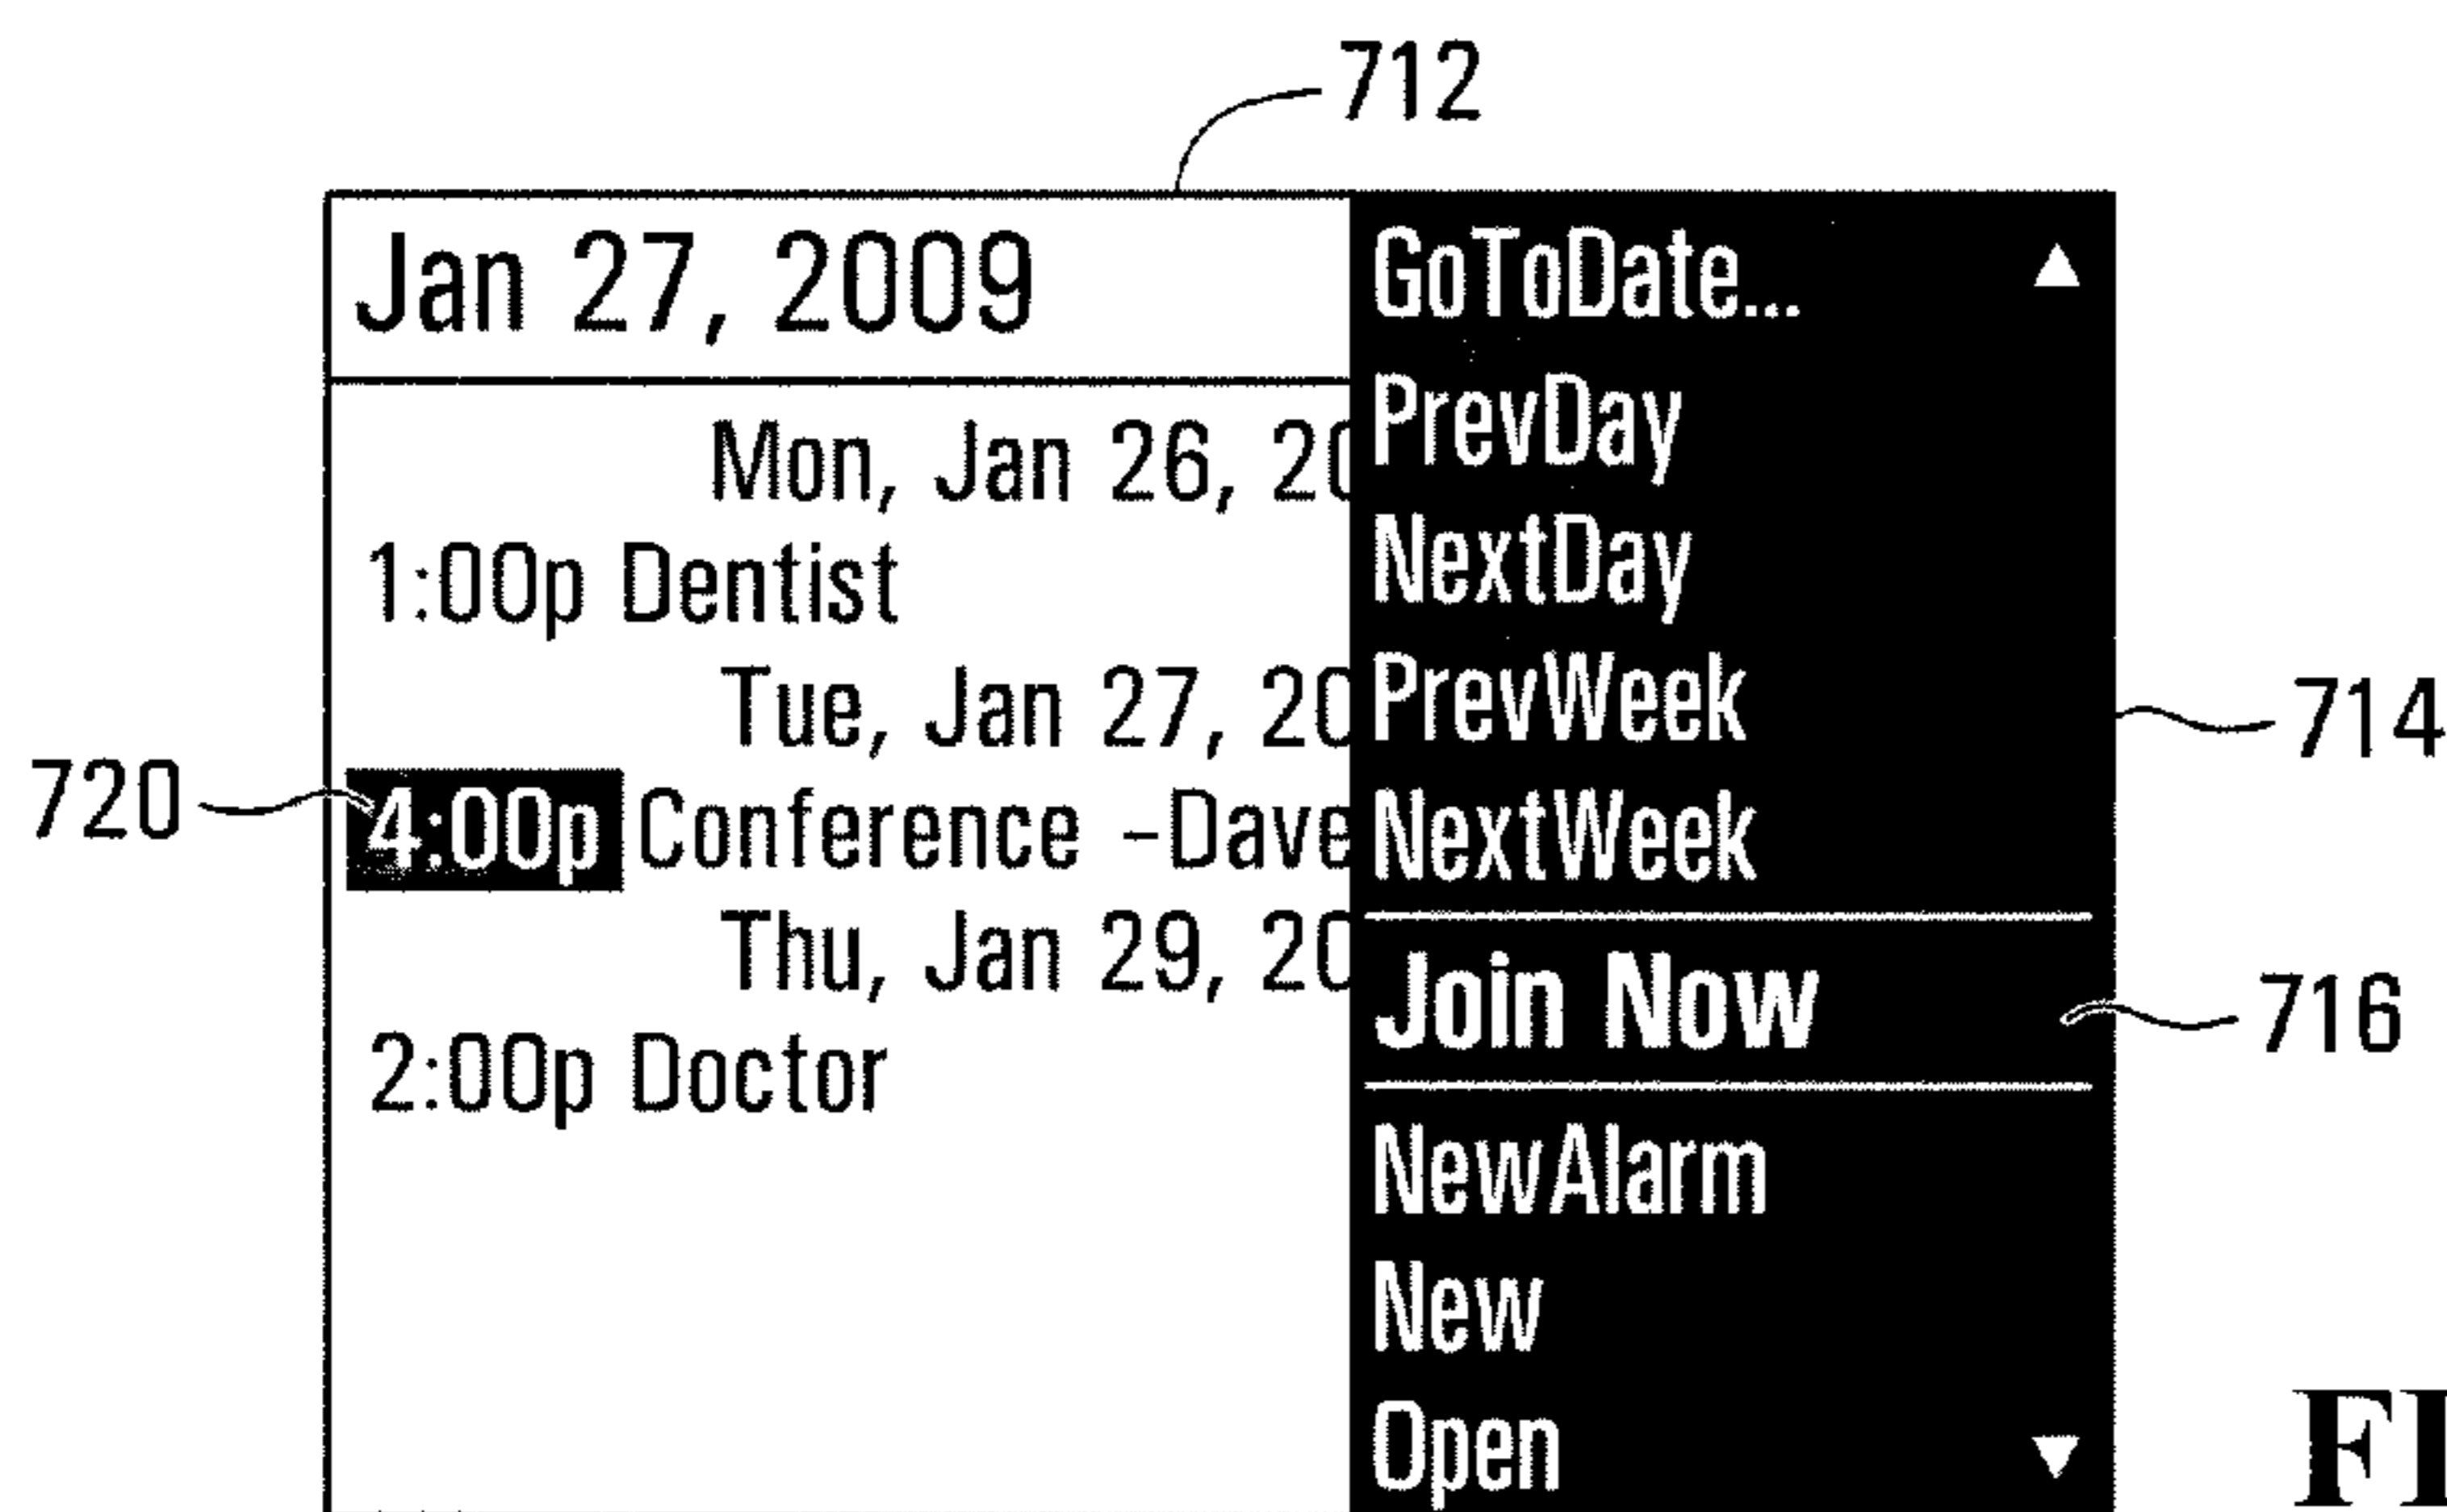 712
Jan 27, 2009
GoToDate...
Mon, Jan 26, 20
PrevDay
1:00p Dentist
NextDay
Tue, Jan 27, 20
PrevWeek
714
720
4:00p Conference -Dave
NextWeek
Thu, Jan 29, 20
Join Now
716
2:00p Doctor
NewAlarm
New
Open